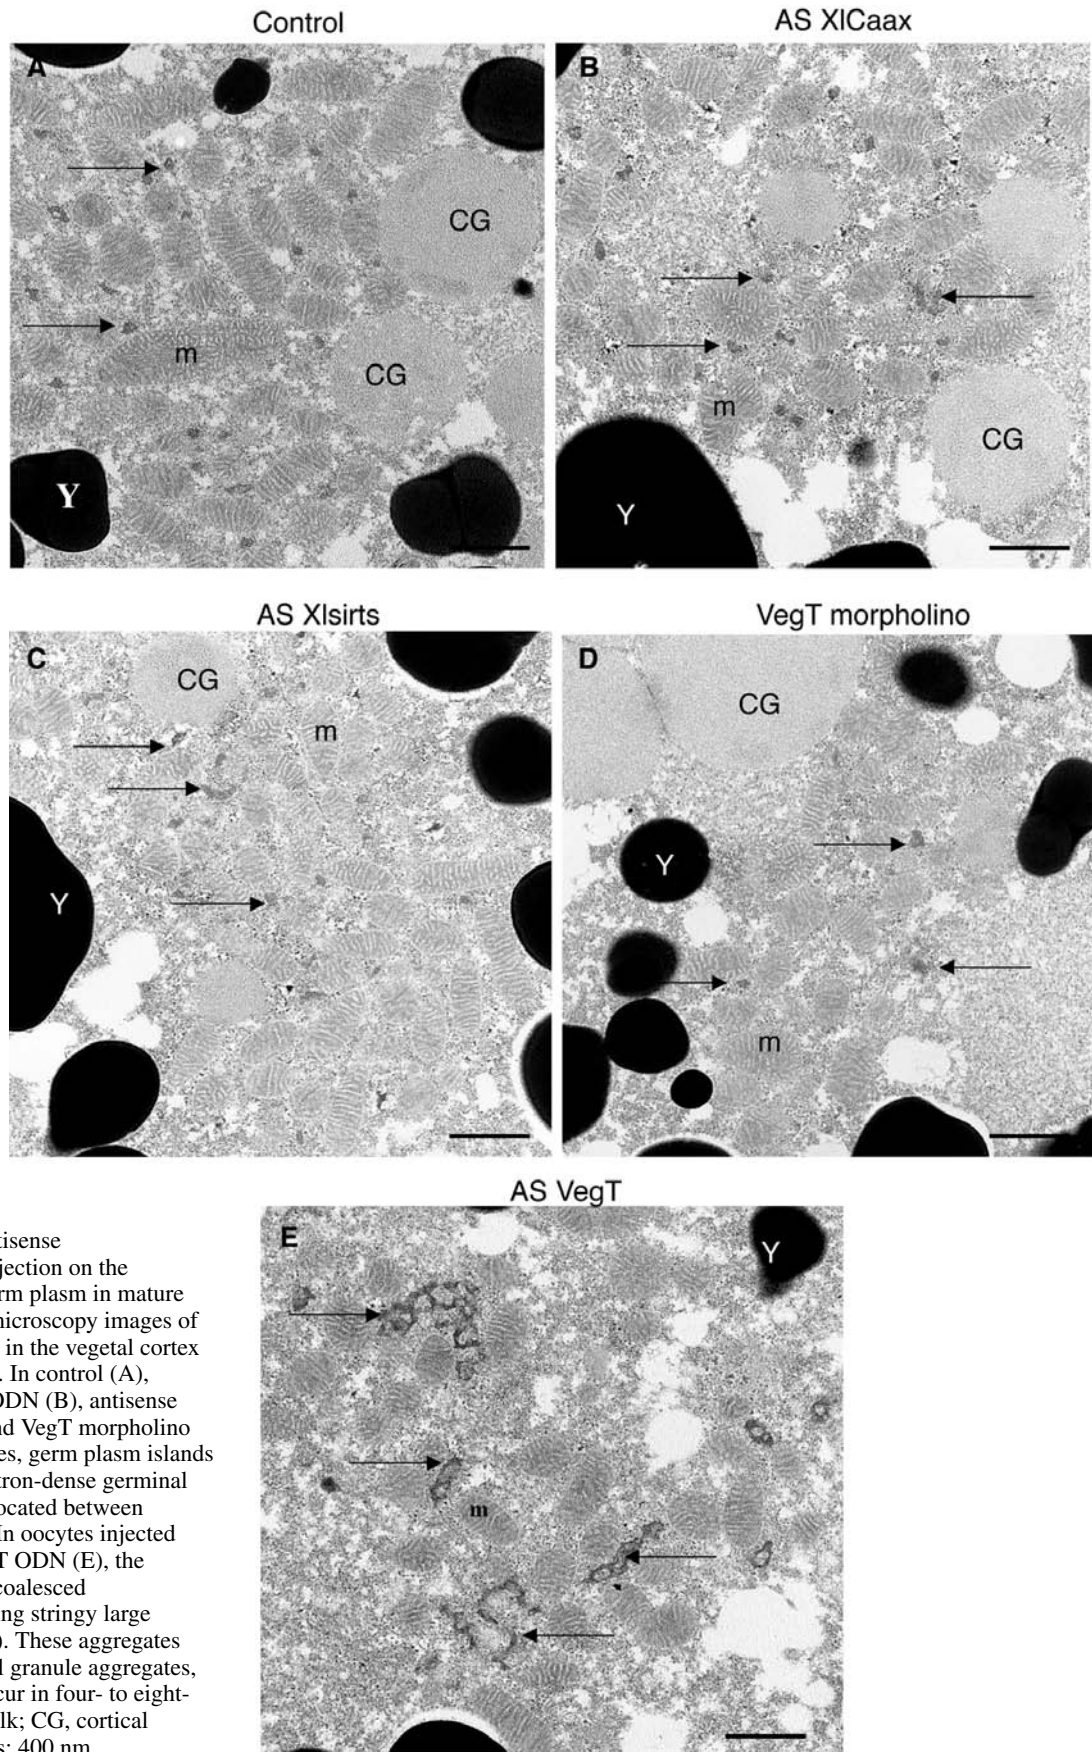 Control
AS XlCaax
A
CG
m
CG
Y
B
m
CG
Y
AS Xlsirts
VegT morpholino
C
CG
m
Y
D
CG
Y
m
AS VegT
E
Y
m
tisense
jection on the
rm plasm in mature
microscopy images of
in the vegetal cortex
. In control (A),
ODN (B), antisense
nd VegT morpholino
es, germ plasm islands
tron-dense germinal
ocated between
In oocytes injected
T ODN (E), the
coalesced
ng stringy large
). These aggregates
l granule aggregates,
cur in four- to eight-
lk; CG, cortical
s: 400 nm